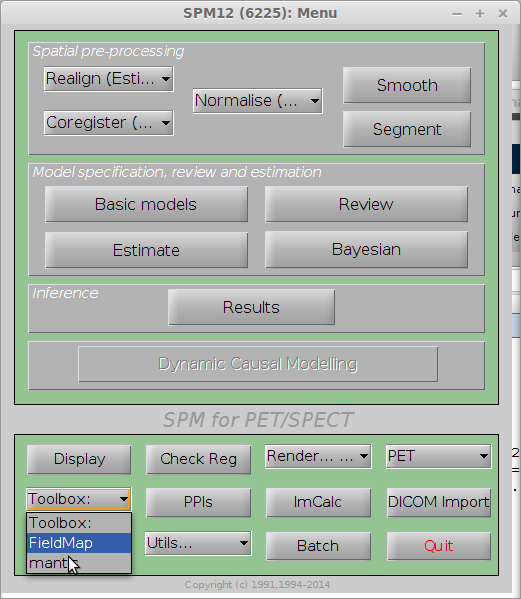 SPM12 (6225): Menu
Spatial pre-processing
Realign (Esti...
Normalise (...
Smooth
Coregister (...
Segment
Model specification, review and estimation
Basic models
Review
Estimate
Bayesian
Inference
Results
Dynamic Causal Modelling
SPM for PET/SPECT
Display
Check Reg
Render... ...
PET
Toolbox:
PPIs
ImCalc
DICOM Import
Toolbox:
FieldMap
Utils...
Batch
Quit
Copyright (c) 1991,1994-2014